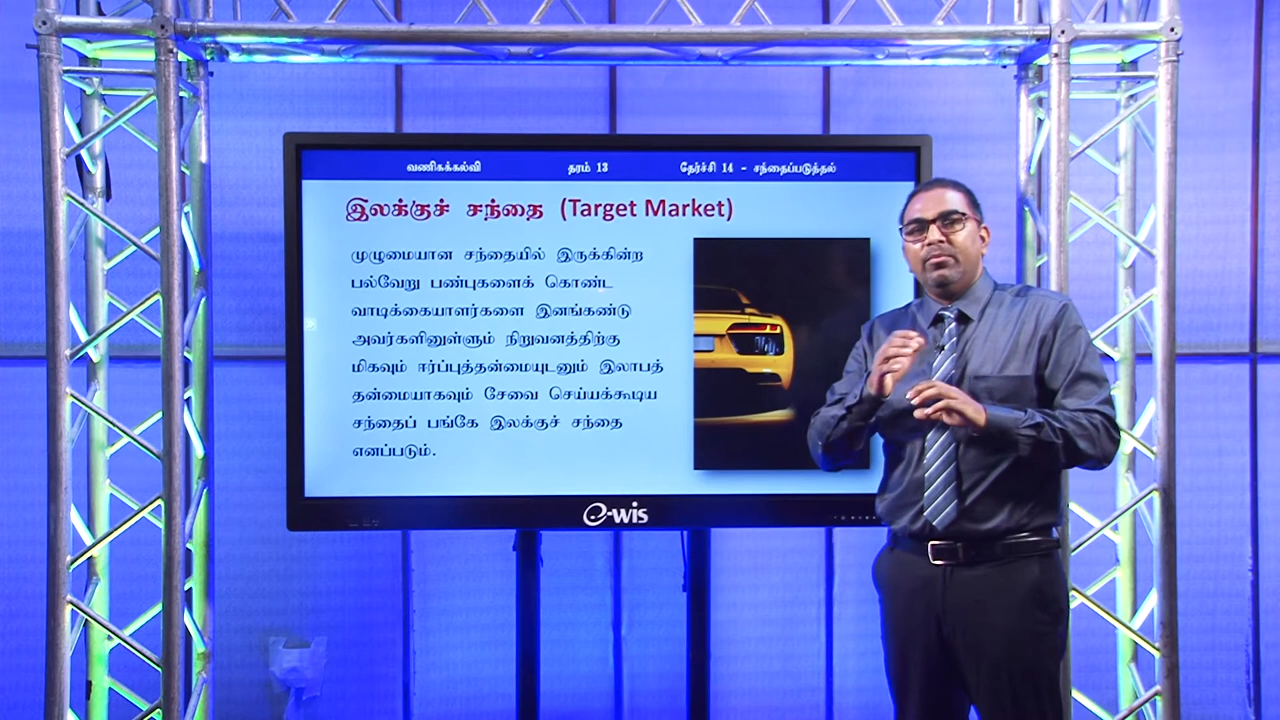 வணிகக்கல்வி தரம் 13 தேர்ச்சி 14 - சந்தைப்படுத்தல்
இலக்குச் சந்தை (Target Market)
முழுமையான சந்தையில் இருக்கின்ற
பல்வேறு பண்புகளைக் கொண்ட
வாடிக்கையாளர்களை இனங்கண்டு
அவர்களினுள்ளும் நிறுவனத்திற்கு
மிகவும் ஈர்ப்புத்தன்மையுடனும் இலாபத்
தன்மையாகவும் சேவை செய்யக்கூடிய
சந்தைப் பங்கே இலக்குச் சந்தை
எனப்படும்.
e-wis